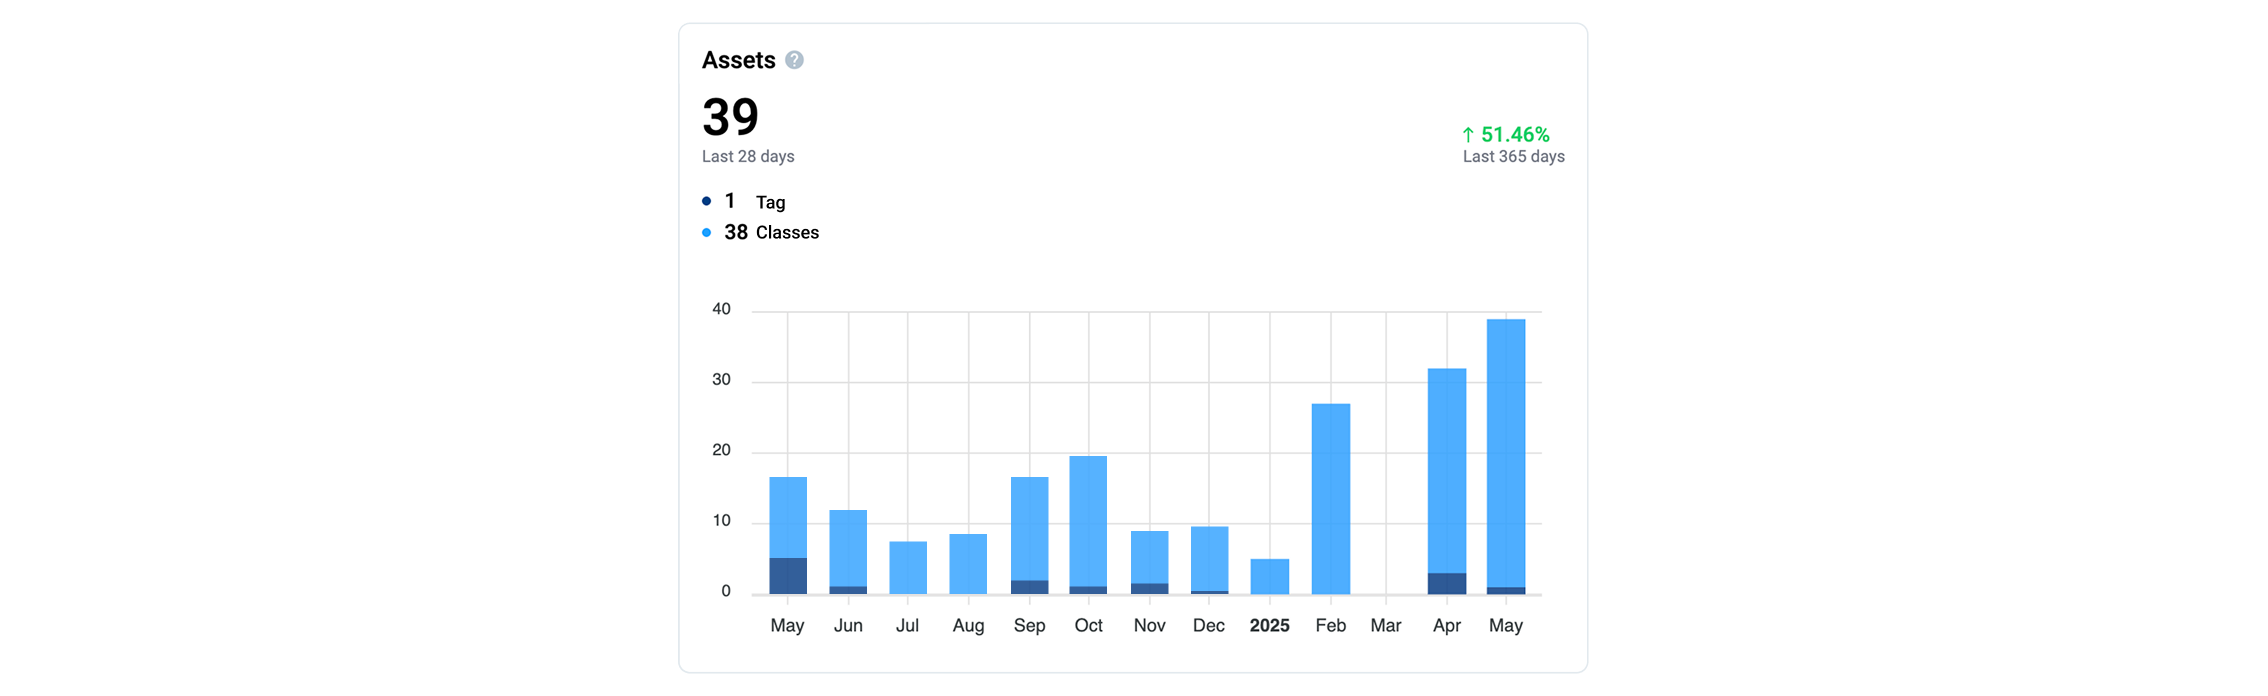 Assets ?
39
Last 28 days
↑ 51.46%
Last 365 days
1 Tag
38 Classes
40
30
20
10
0
May Jun Jul Aug Sep Oct Nov Dec 2025 Feb Mar Apr May